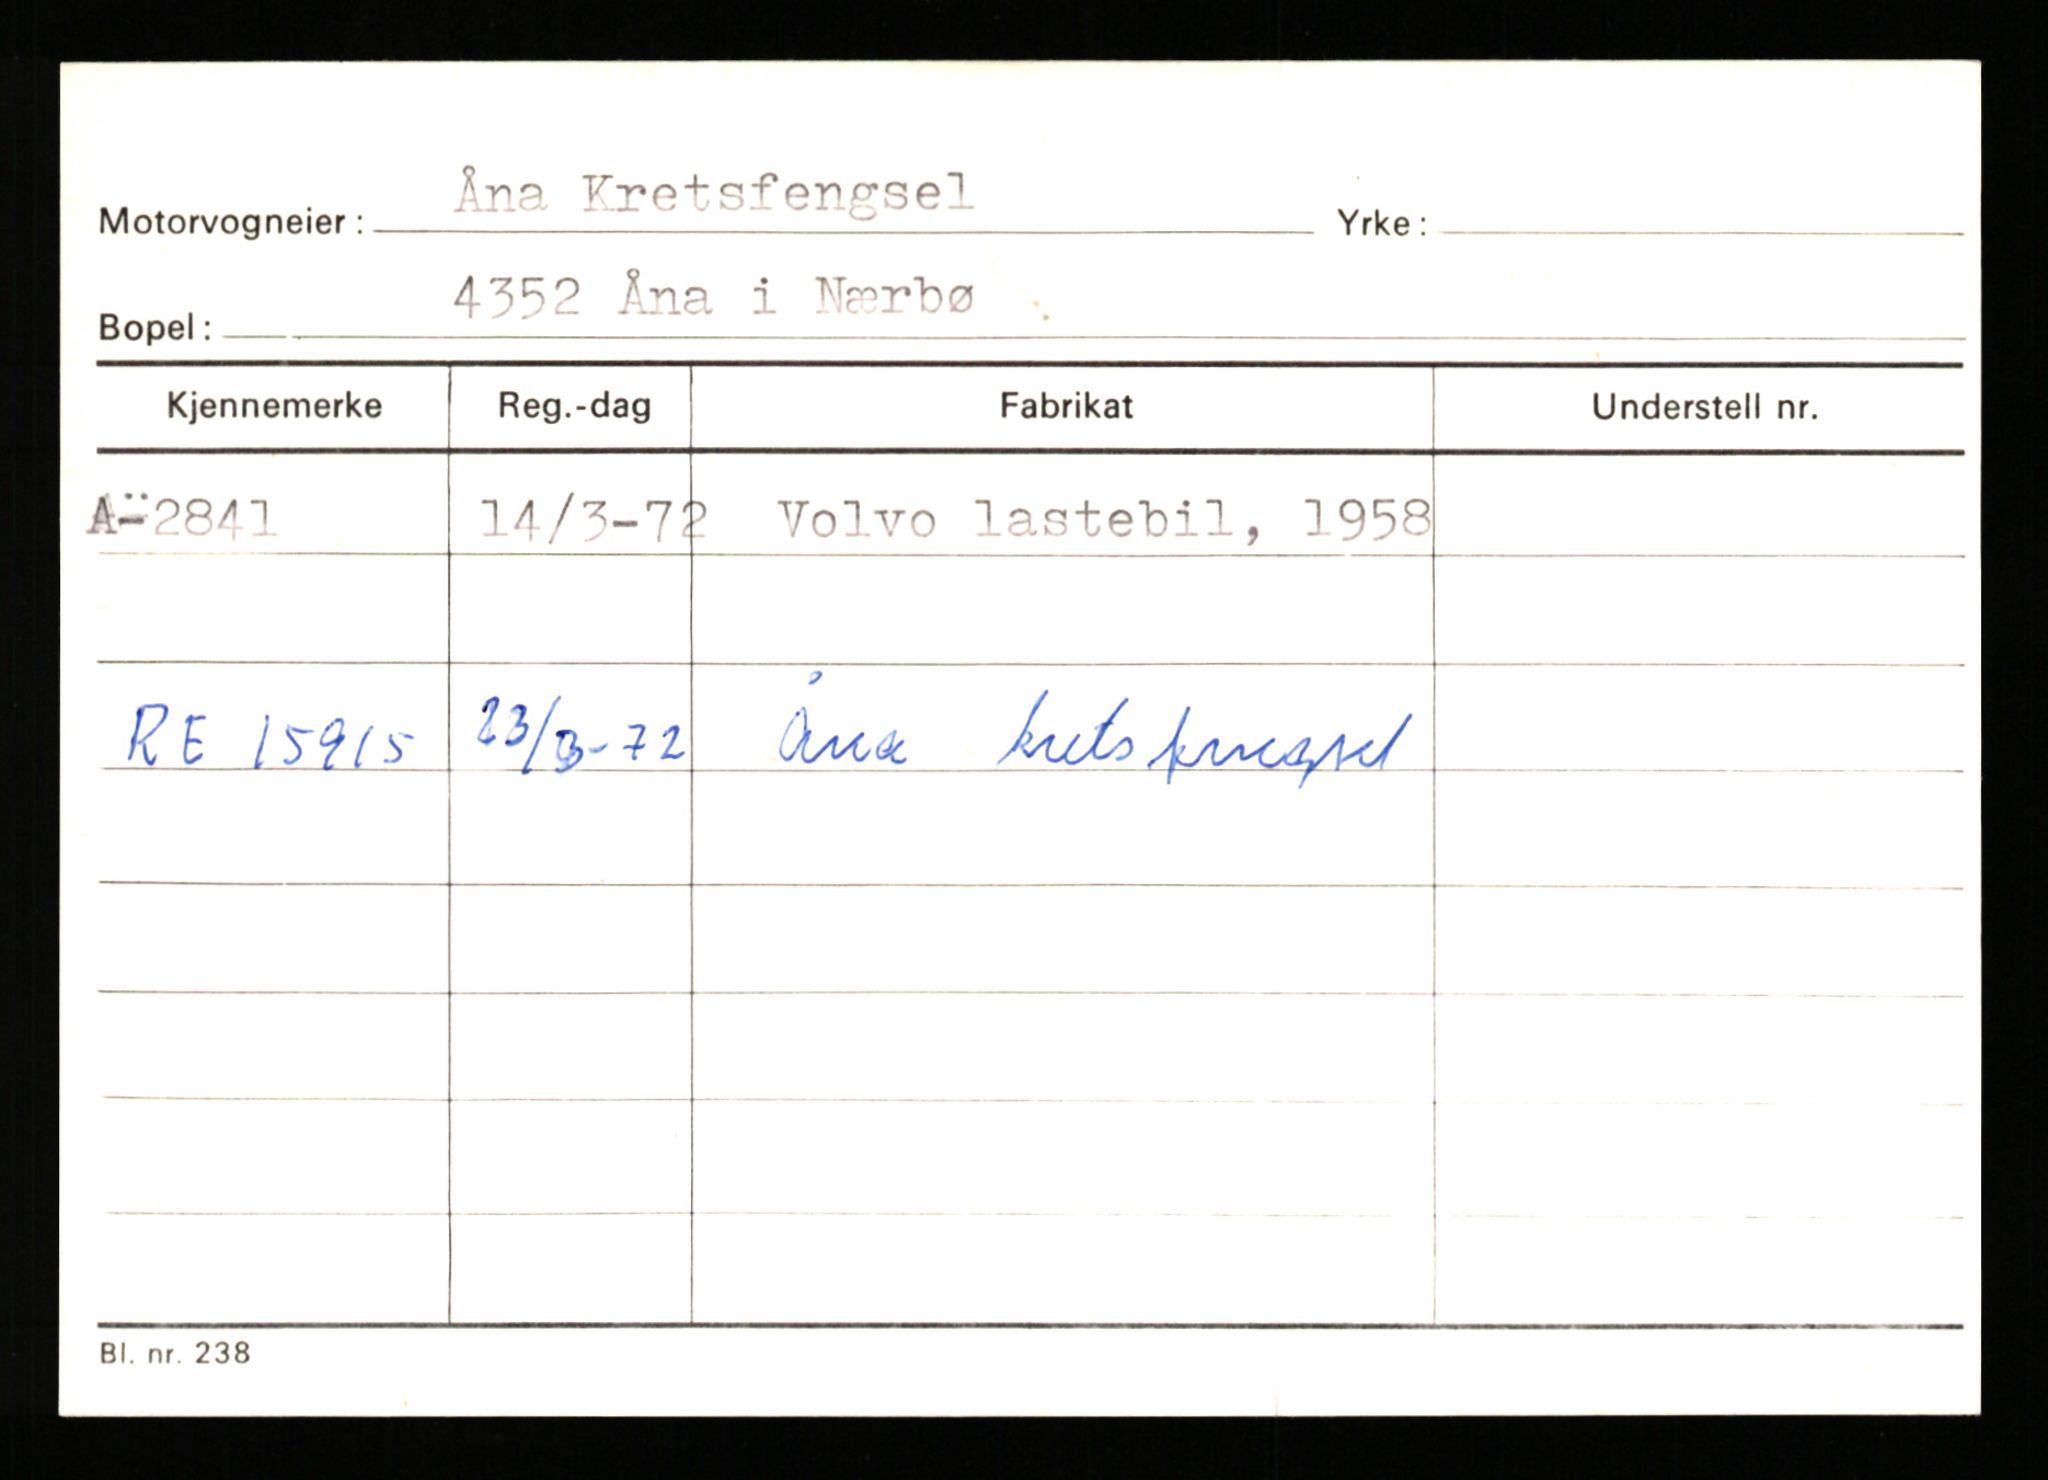 Motorvogneier: Åna Kretsfengsel Yrke:
Bopel: 4352 Åna i Nærbø
Kjennemerke Reg.-dag Fabrikat Understell nr.
A-2841 14/3-72 Volvo lastebil, 1958
RE 15915 23/3-72 Åna kretsfengsel
Bl. nr. 238